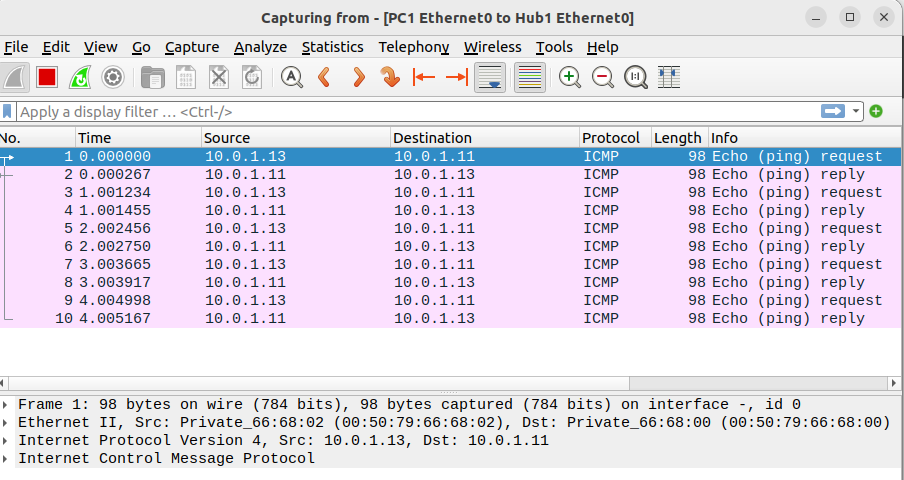 Capturing from - [PC1 Ethernet0 to Hub1 Ethernet0]
File Edit View Go Capture Analyze Statistics Telephony Wireless Tools Help
Apply a display filter … <Ctrl-/>
No. Time Source Destination Protocol Length Info
1 0.000000 10.0.1.13 10.0.1.11 ICMP 98 Echo (ping) request
2 0.000267 10.0.1.11 10.0.1.13 ICMP 98 Echo (ping) reply
3 1.001234 10.0.1.13 10.0.1.11 ICMP 98 Echo (ping) request
4 1.001455 10.0.1.11 10.0.1.13 ICMP 98 Echo (ping) reply
5 2.002456 10.0.1.13 10.0.1.11 ICMP 98 Echo (ping) request
6 2.002750 10.0.1.11 10.0.1.13 ICMP 98 Echo (ping) reply
7 3.003665 10.0.1.13 10.0.1.11 ICMP 98 Echo (ping) request
8 3.003917 10.0.1.11 10.0.1.13 ICMP 98 Echo (ping) reply
9 4.004998 10.0.1.13 10.0.1.11 ICMP 98 Echo (ping) request
10 4.005167 10.0.1.11 10.0.1.13 ICMP 98 Echo (ping) reply
Frame 1: 98 bytes on wire (784 bits), 98 bytes captured (784 bits) on interface -, id 0
Ethernet II, Src: Private_66:68:02 (00:50:79:66:68:02), Dst: Private_66:68:00 (00:50:79:66:68:00)
Internet Protocol Version 4, Src: 10.0.1.13, Dst: 10.0.1.11
Internet Control Message Protocol